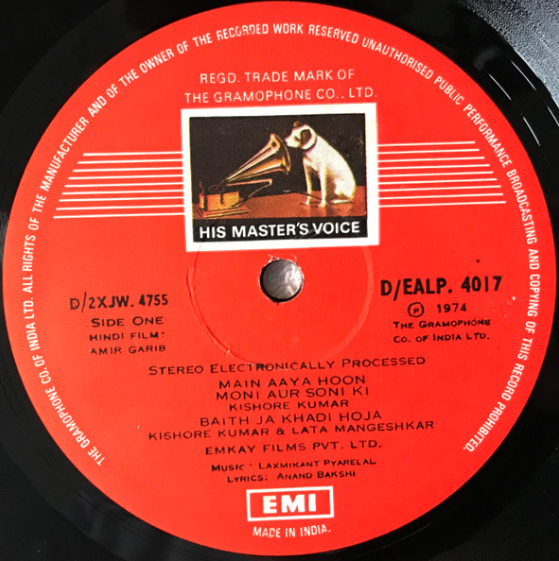 THE GRAMOPHONE CO. OF INDIA LTD. ALL RIGHTS OF THE MANUFACTURER AND OF THE OWNER OF THE RECORDED WORK RESERVED UNAUTHORISED PUBLIC PERFORMANCE BROADCASTING AND COPYING OF THIS RECORD PROHIBITED.
REGD. TRADE MARK OF
THE GRAMOPHONE CO., LTD.
HIS MASTER'S VOICE
D/2XJW. 4755
SIDE ONE
HINDI FILM:
AMIR GARIB
D/EALP. 4017
℗ 1974
THE GRAMOPHONE
CO. OF INDIA LTD.
STEREO ELECTRONICALLY PROCESSED
MAIN AAYA HOON
MONI AUR SONI KI
KISHORE KUMAR
BAITH JA KHADI HOJA
KISHORE KUMAR & LATA MANGESHKAR
EMKAY FILMS PVT. LTD.
MUSIC: LAXMIKANT PYARELAL
LYRICS: ANAND BAKSHI
EMI
MADE IN INDIA.